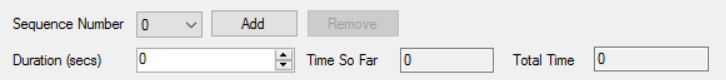 Sequence Number 0 Add Remove
Duration (secs) 0 Time So Far 0 Total Time 0